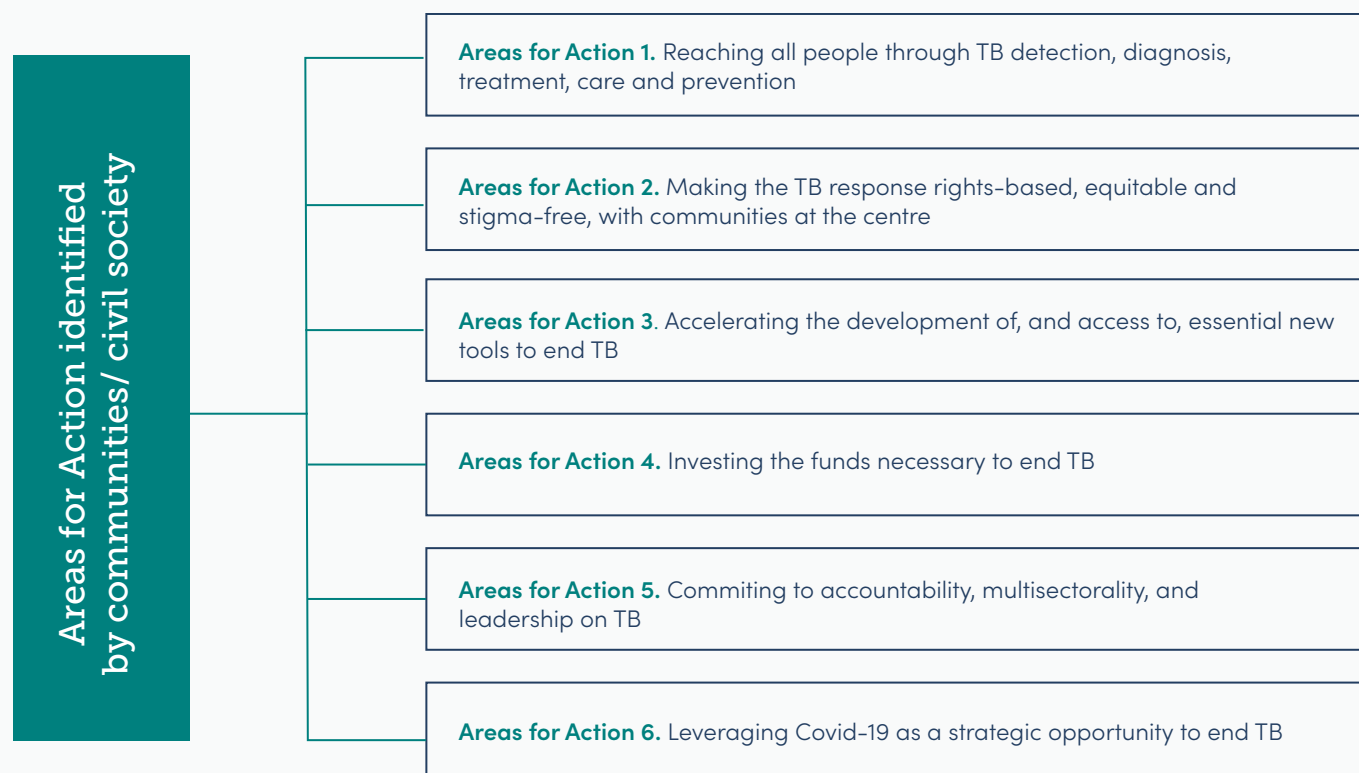 Areas for Action identified
by communities/ civil society
Areas for Action 1. Reaching all people through TB detection, diagnosis,
treatment, care and prevention
Areas for Action 2. Making the TB response rights-based, equitable and
stigma-free, with communities at the centre
Areas for Action 3. Accelerating the development of, and access to, essential new
tools to end TB
Areas for Action 4. Investing the funds necessary to end TB
Areas for Action 5. Commiting to accountability, multisectorality, and
leadership on TB
Areas for Action 6. Leveraging Covid-19 as a strategic opportunity to end TB